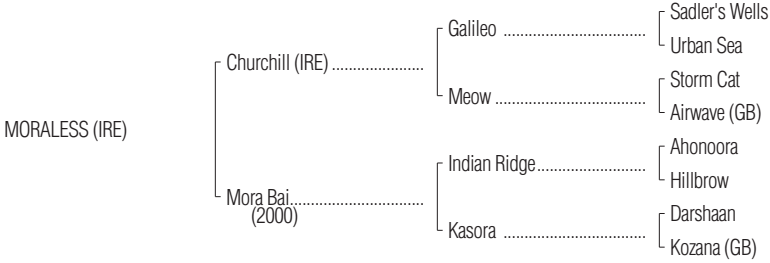 Sadler's Wells
Galileo ..............................
Urban Sea
Churchill (IRE) .....................
Storm Cat
Meow ................................
Airwave (GB)
MORALESS (IRE)
Ahonoora
Indian Ridge.......................
Hillbrow
Mora Bai..............................
(2000)
Darshaan
Kasora ..............................
Kozana (GB)